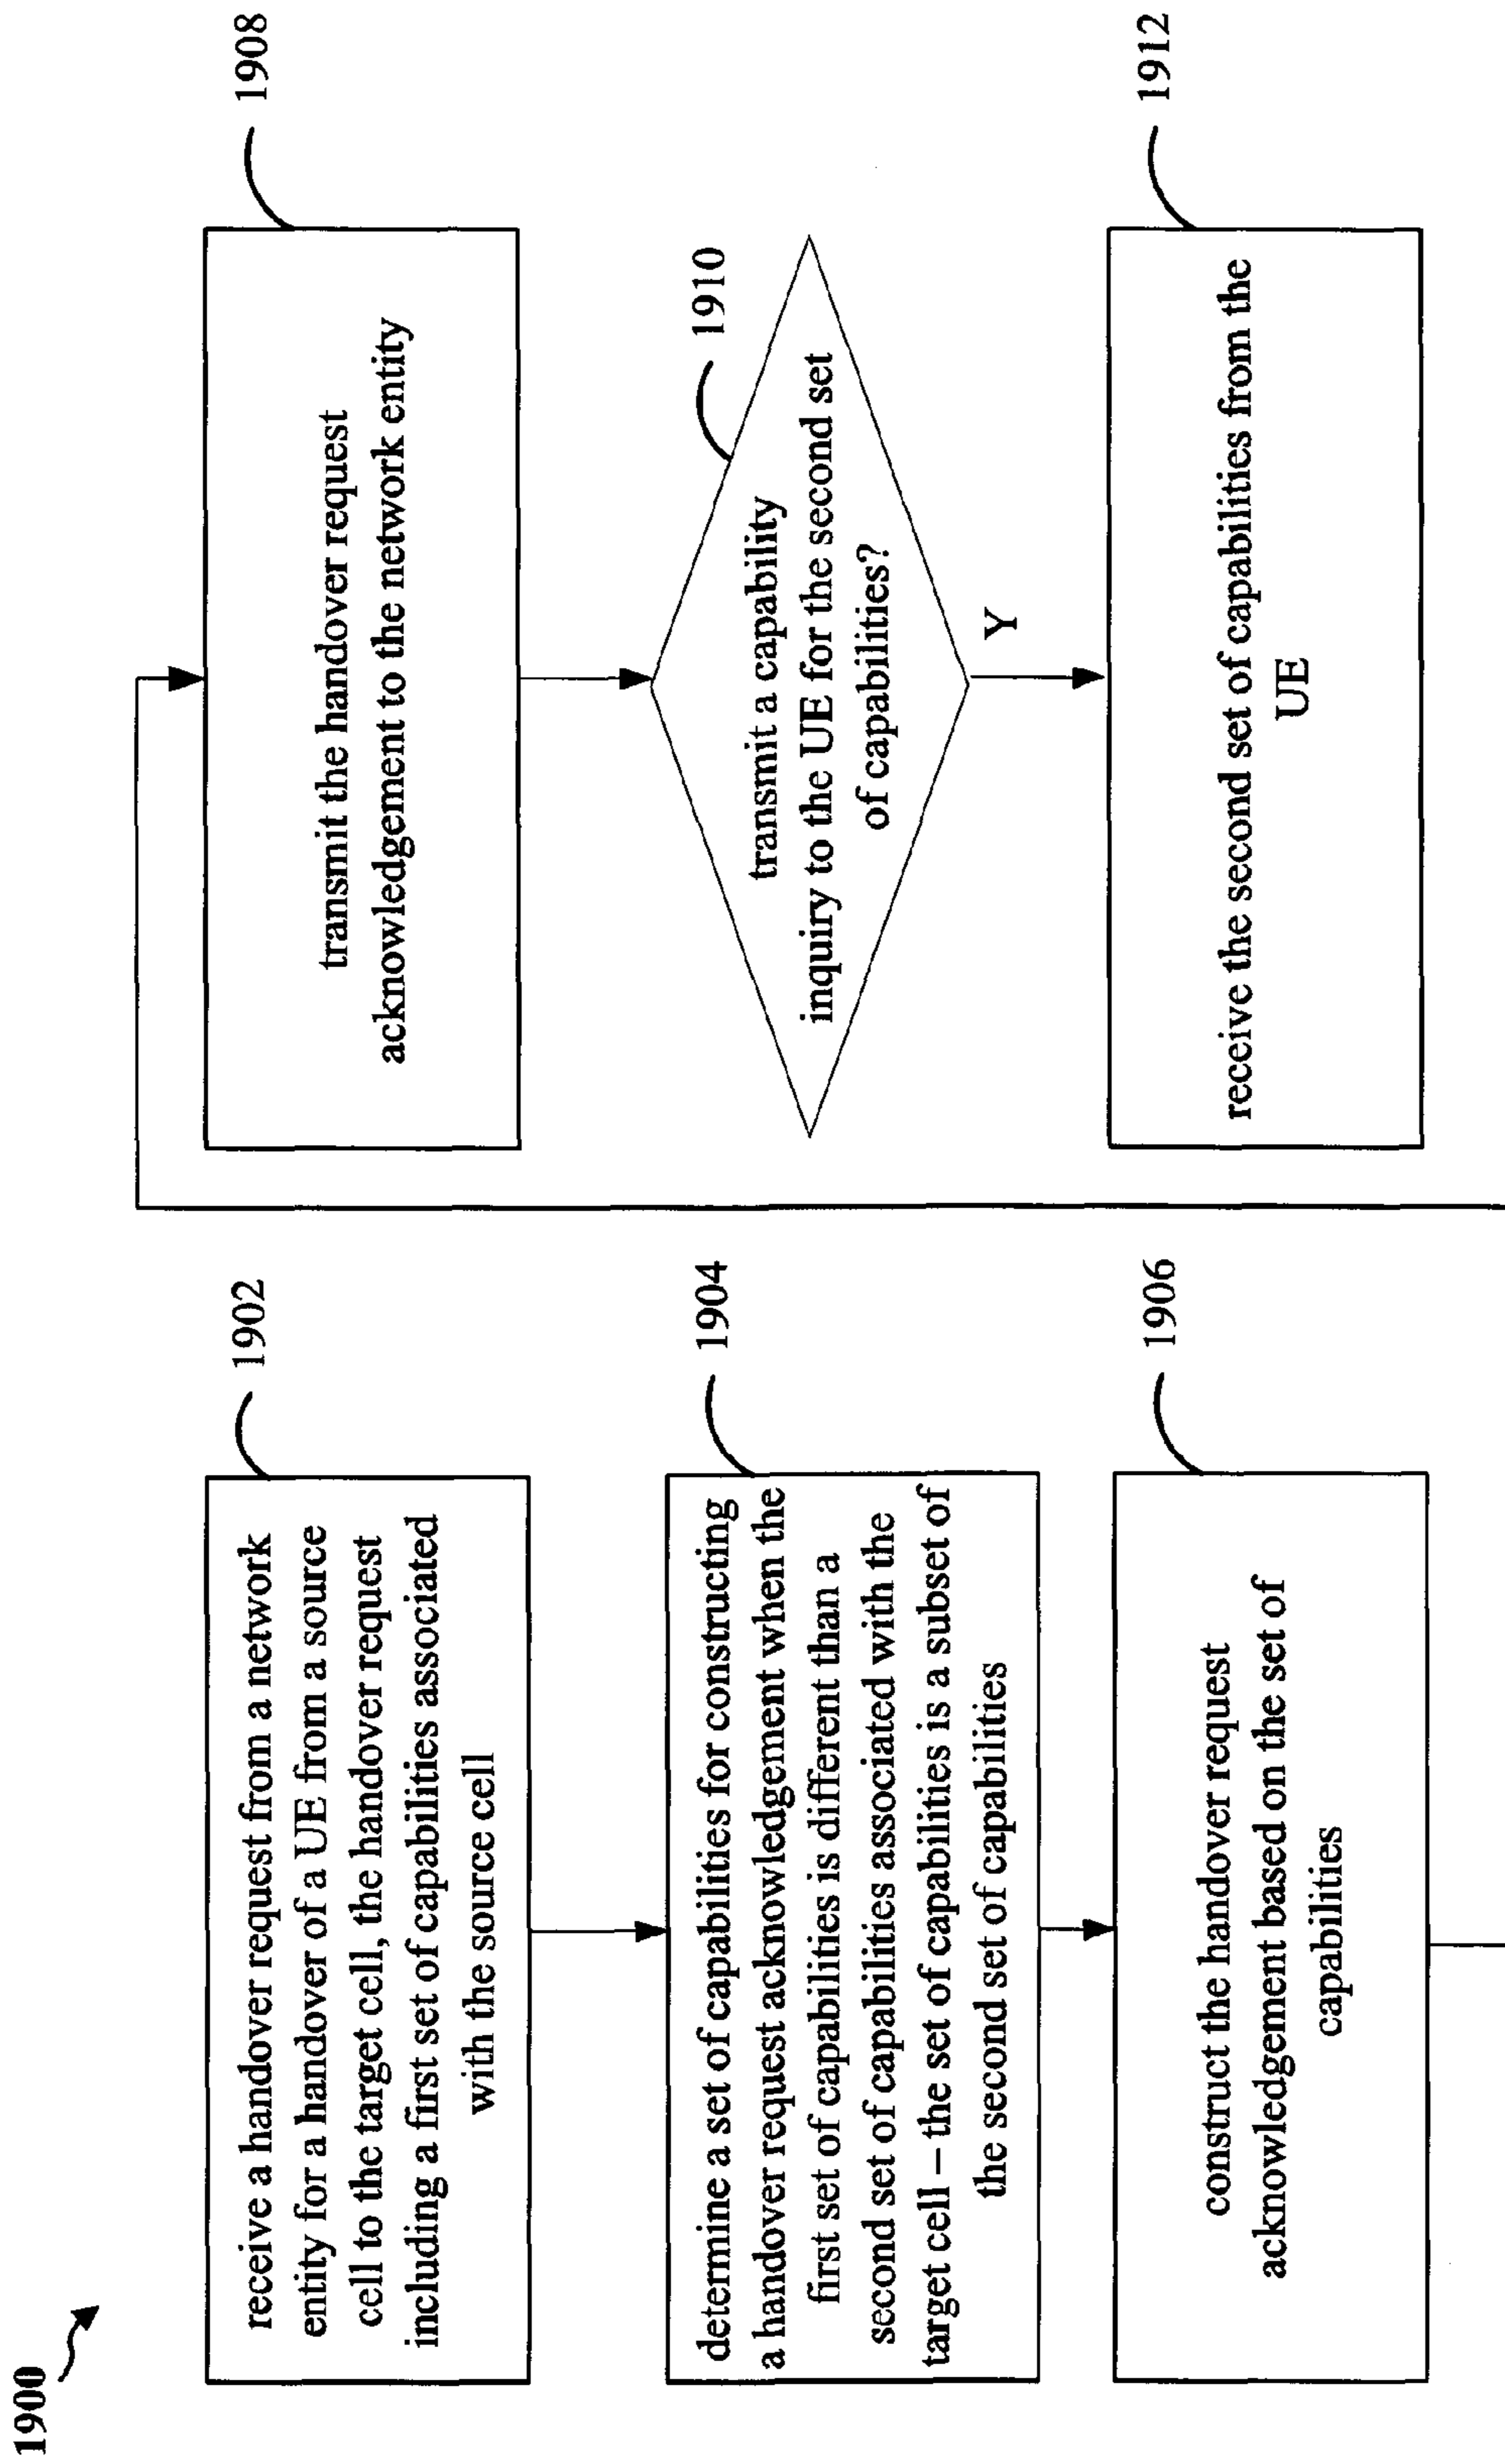 1900
1902
receive a handover request from a network
entity for a handover of a UE from a source
cell to the target cell, the handover request
including a first set of capabilities associated
with the source cell
1904
determine a set of capabilities for constructing
a handover request acknowledgement when the
first set of capabilities is different than a
second set of capabilities associated with the
target cell – the set of capabilities is a subset of
the second set of capabilities
1906
construct the handover request
acknowledgement based on the set of
capabilities
1908
transmit the handover request
acknowledgement to the network entity
1910
transmit a capability
inquiry to the UE for the second set
of capabilities?
Y
1912
receive the second set of capabilities from the
UE